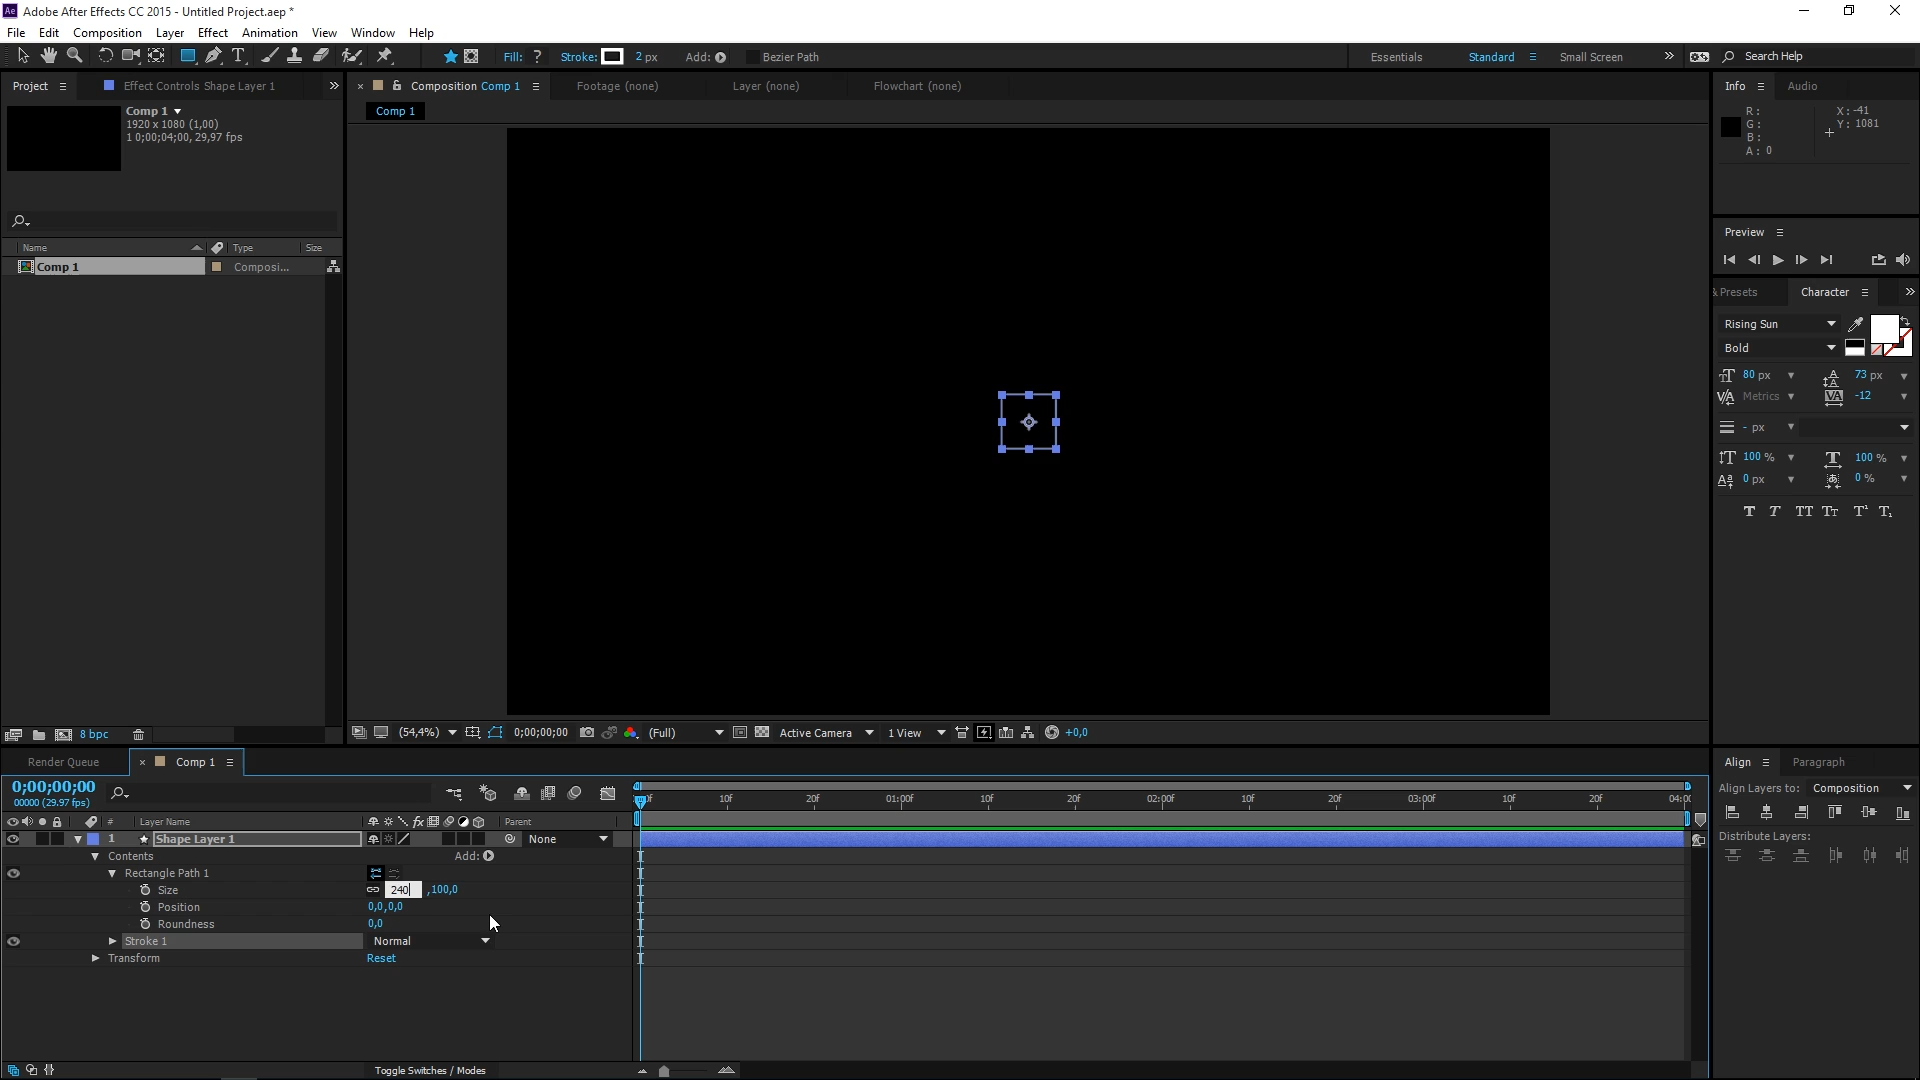 Adobe After Effects CC 2015 - Untitled Project.aep *
File Edit Composition Layer Effect Animation View Window Help
Fill: ? Stroke: 2 px Add: Bezier Path Essentials Standard Small Screen Search Help
Project Effect Controls Shape Layer 1
Composition Comp 1 Footage (none) Layer (none) Flowchart (none)
Info Audio
Comp 1
1920 x 1080 (1,00)
1 0;00;04;00, 29,97 fps
Comp 1
R:
G:
B:
A: 0
X: -41
Y: 1081
Preview
Name Type Size
Comp 1 Composi...
& Presets Character
Rising Sun
Bold
80 px 73 px
Metrics -12
- px
100 % 100 %
0 px 0 %
8 bpc
(54,4%) 0;00;00;00 (Full) Active Camera 1 View +0,0
Render Queue Comp 1
Align Paragraph
0;00;00;00
00000 (29.97 fps)
10f 20f 01:00f 10f 20f 02:00f 10f 20f 03:00f 10f 20f
Align Layers to: Composition
# Layer Name fx Parent
1 Shape Layer 1 None
Distribute Layers:
Contents Add:
Rectangle Path 1
Size 240 ,100,0
Position 0,0,0,0
Roundness 0,0
Stroke 1 Normal
Transform Reset
Toggle Switches / Modes